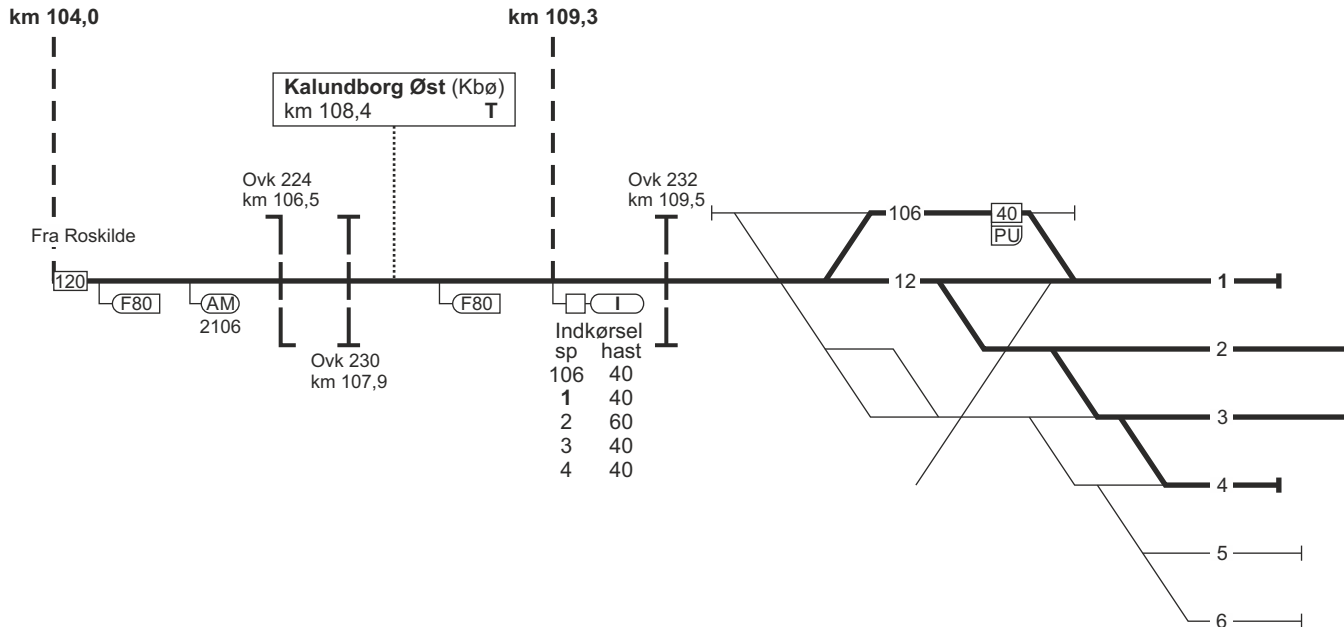 km 104,0
km 109,3
Kalundborg Øst (Kbø)
km 108,4 T
Ovk 224
km 106,5
Ovk 232
km 109,5
Fra Roskilde
106
40
PU
120
12
1
F80
AM
2106
F80
I
Ovk 230
km 107,9
Indkørsel
sp hast
106 40
1 40
2 60
3 40
4 40
2
3
4
5
6